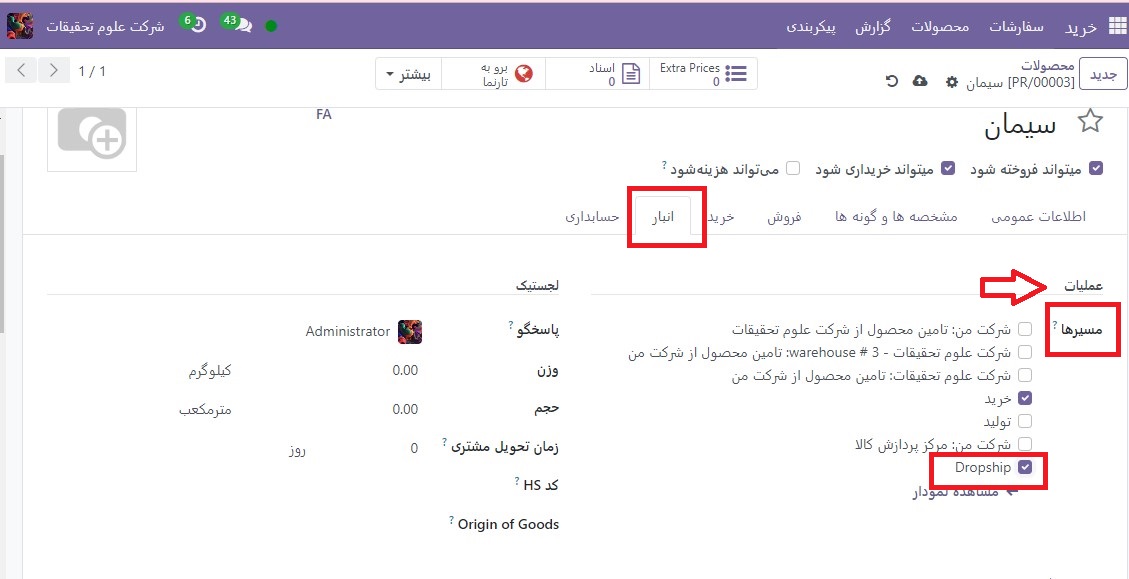 خرید
سفارشات
محصولات
گزارش
پیکربندی
43
6
شرکت علوم تحقیقات
جدید
محصولات
[PR/00003] سیمان
Extra Prices
0
اسناد
0
برو به
تارنما
بیشتر
1 / 1
سیمان
FA
میتواند فروخته شود
میتواند خریداری شود
می‌تواند هزینه‌شود ?
اطلاعات عمومی
مشخصه ها و گونه ها
فروش
خرید
انبار
حسابداری
عملیات
مسیرها ?
شرکت من: تامین محصول از شرکت علوم تحقیقات
شرکت علوم تحقیقات - warehouse # 3: تامین محصول از شرکت من
شرکت علوم تحقیقات: تامین محصول از شرکت من
خرید
تولید
شرکت من: مرکز پردازش کالا
Dropship
مشاهده نمودار
لجستیک
پاسخگو ?
Administrator
وزن
0.00
کیلوگرم
حجم
0.00
مترمکعب
زمان تحویل مشتری ?
0
روز
کد HS ?
Origin of Goods ?